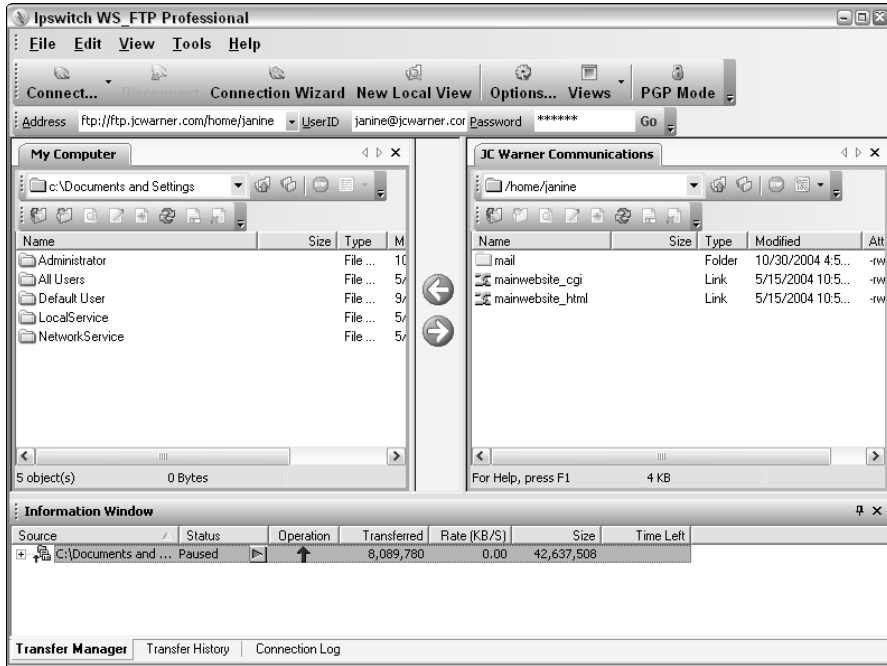 Ipswitch WS_FTP Professional
File Edit View Tools Help
Connect... Disconnect Connection Wizard New Local View Options... Views PGP Mode
Address ftp://ftp.jcwarner.com/home/janine UserID janine@jcwarner.cor Password ****** Go
My Computer
c:\Documents and Settings
Name Size Type M
Administrator File ... 10
All Users File ... 5/
Default User File ... 9/
LocalService File ... 5/
NetworkService File ... 5/
5 object(s) 0 Bytes
JC Warner Communications
/home/janine
Name Size Type Modified Att
mail Folder 10/30/2004 4:5... -rw
mainwebsite_cgi Link 5/15/2004 10:5... -rw
mainwebsite_html Link 5/15/2004 10:5... -rw
For Help, press F1 4 KB
Information Window
Source Status Operation Transferred Rate (KB/S) Size Time Left
C:\Documents and ... Paused 8,089,780 0.00 42,637,508
Transfer Manager Transfer History Connection Log